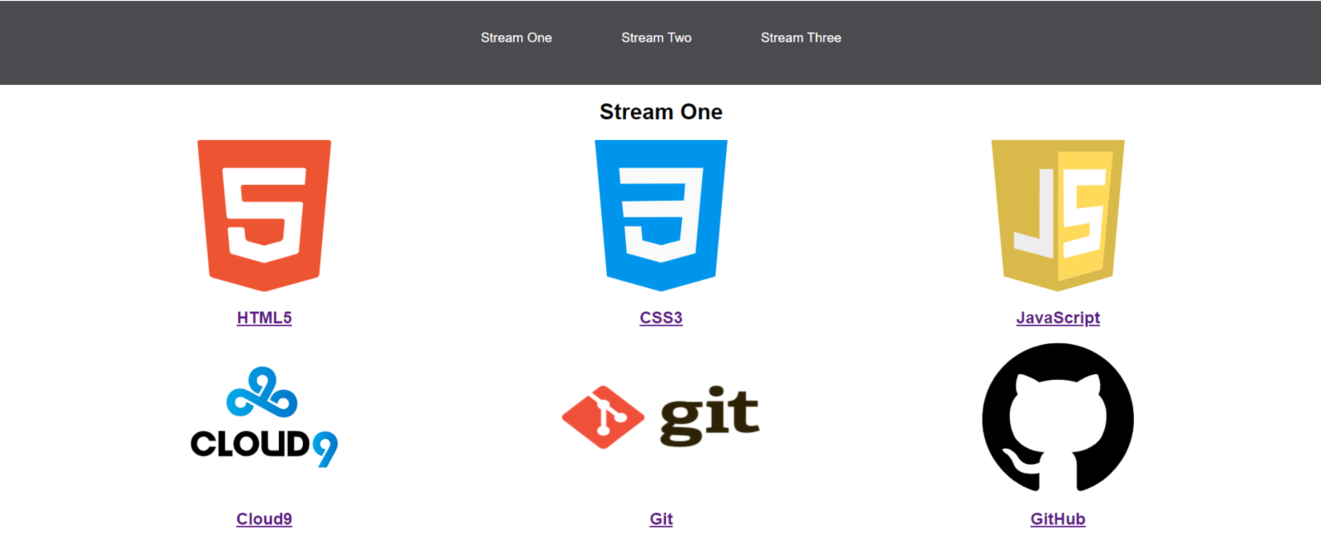 Stream One Stream Two Stream Three
Stream One
5 3 JS
HTML5 CSS3 JavaScript
CLOUD9 git
Cloud9 Git GitHub